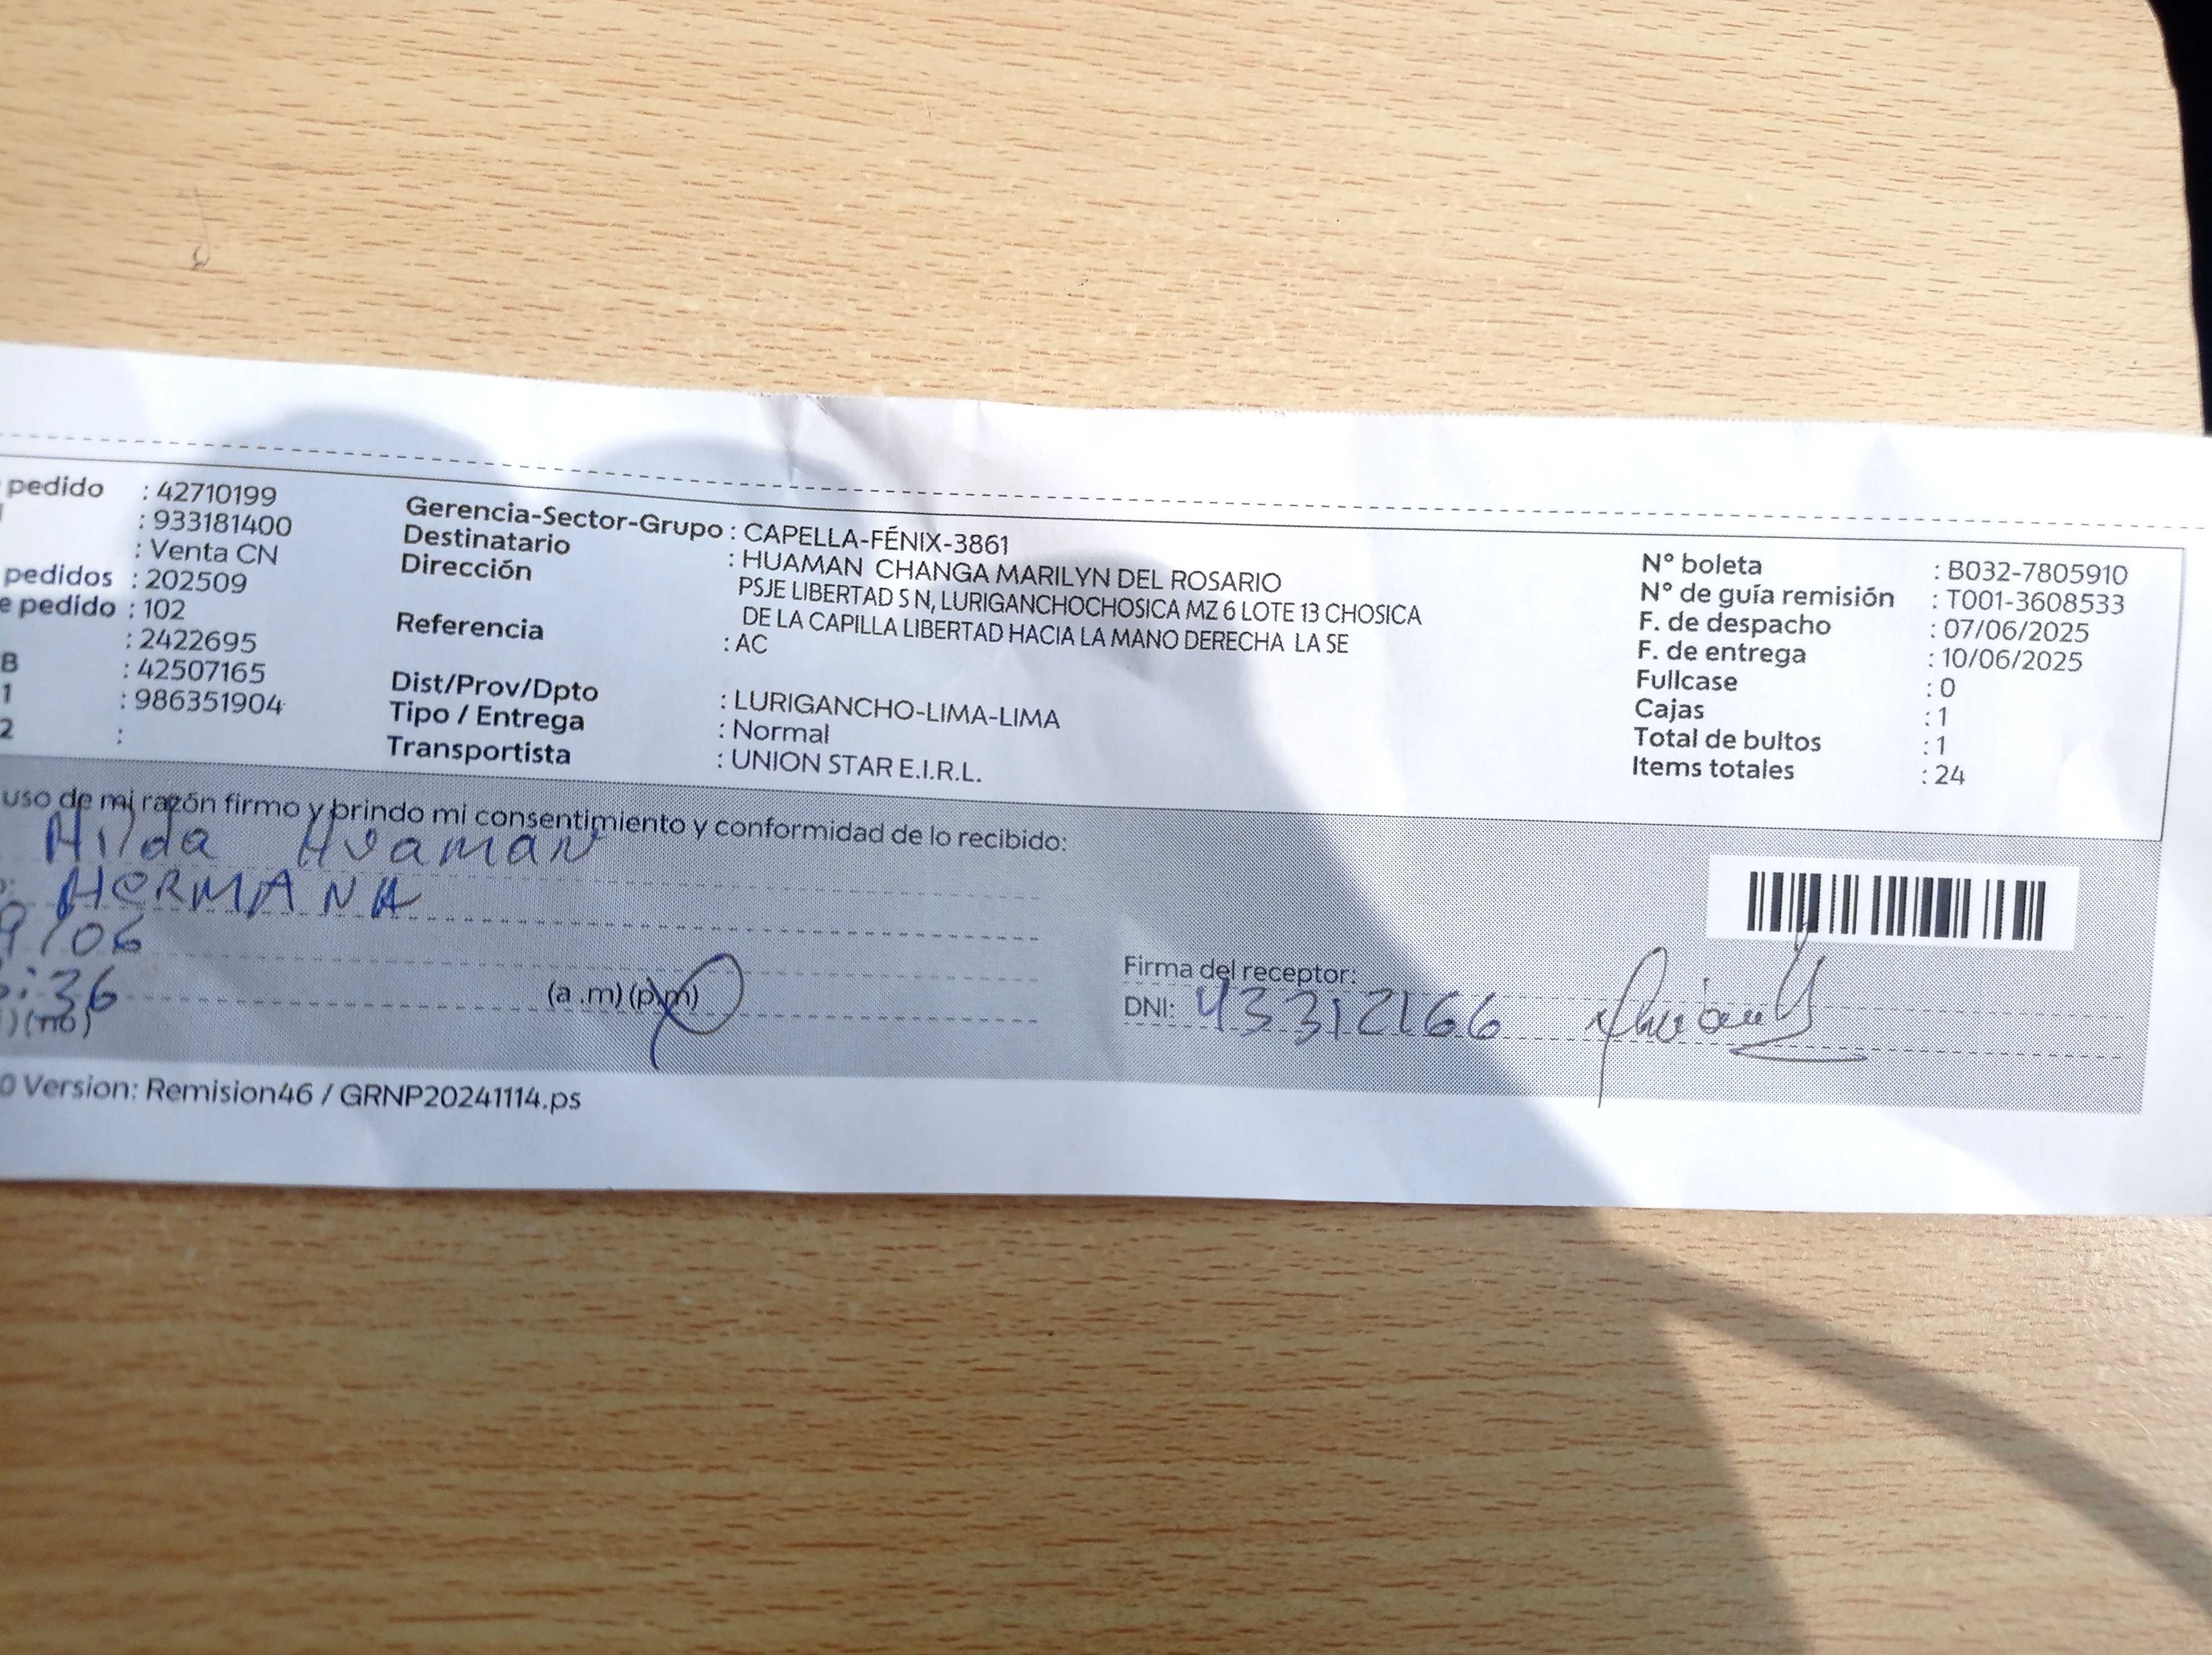 pedido : 42710199
: 933181400
: Venta CN
pedidos : 202509
e pedido : 102
: 2422695
B : 42507165
1 : 986351904
2 :
Gerencia-Sector-Grupo : CAPELLA-FÉNIX-3861
Destinatario : HUAMAN CHANGA MARILYN DEL ROSARIO
Dirección PSJE LIBERTAD S N, LURIGANCHOCHOSICA MZ 6 LOTE 13 CHOSICA
DE LA CAPILLA LIBERTAD HACIA LA MANO DERECHA LA SE
Referencia : AC
Dist/Prov/Dpto : LURIGANCHO-LIMA-LIMA
Tipo / Entrega : Normal
Transportista : UNION STAR E.I.R.L.
N° boleta : B032-7805910
N° de guía remisión : T001-3608533
F. de despacho : 07/06/2025
F. de entrega : 10/06/2025
Fullcase : 0
Cajas : 1
Total de bultos : 1
Items totales : 24
uso de mi razón firmo y brindo mi consentimiento y conformidad de lo recibido:
Hilda Huaman
HERMANA
9/06
:36 (a .m) (p.m)
) (no)
Firma del receptor:
DNI: 43312166
0 Version: Remision46 / GRNP20241114.ps